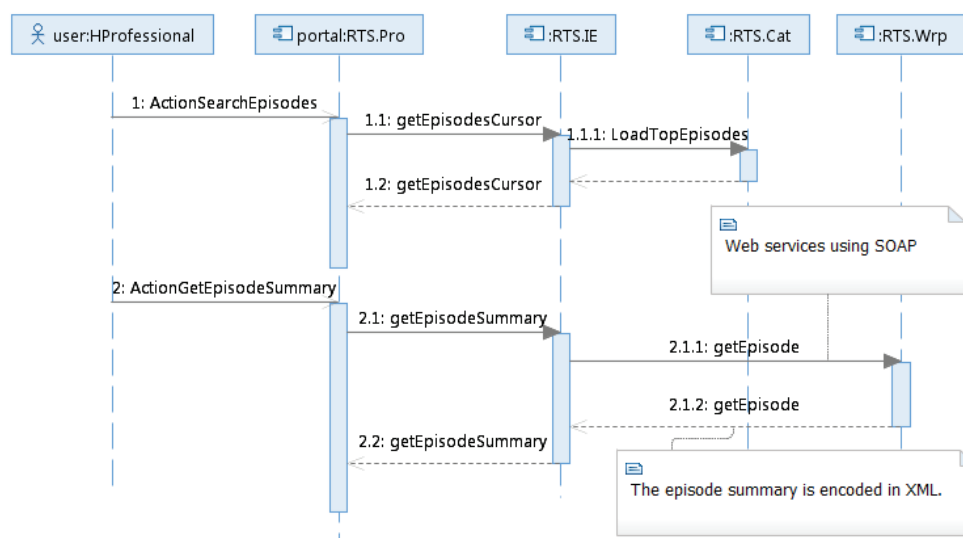 user:HProfessional
portal:RTS.Pro
:RTS.IE
:RTS.Cat
:RTS.Wrp
1: ActionSearchEpisodes
1.1: getEpisodesCursor
1.1.1: LoadTopEpisodes
1.2: getEpisodesCursor
Web services using SOAP
2: ActionGetEpisodeSummary
2.1: getEpisodeSummary
2.1.1: getEpisode
2.1.2: getEpisode
2.2: getEpisodeSummary
The episode summary is encoded in XML.